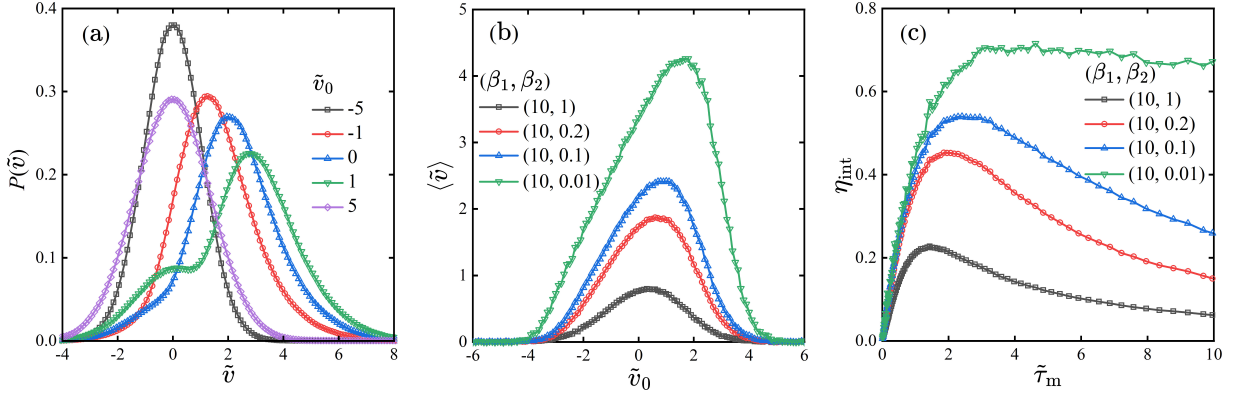 (a)
ṽ₀
-5
-1
0
1
5
P(ṽ)
0.4
0.3
0.2
0.1
0.0
-4 -2 0 2 4 6 8
ṽ
(b)
(β₁, β₂)
(10, 1)
(10, 0.2)
(10, 0.1)
(10, 0.01)
⟨ṽ⟩
5
4
3
2
1
0
-6 -4 -2 0 2 4 6
ṽ₀
(c)
(β₁, β₂)
(10, 1)
(10, 0.2)
(10, 0.1)
(10, 0.01)
η_int
0.8
0.6
0.4
0.2
0.0
0 2 4 6 8 10
τ̃_m